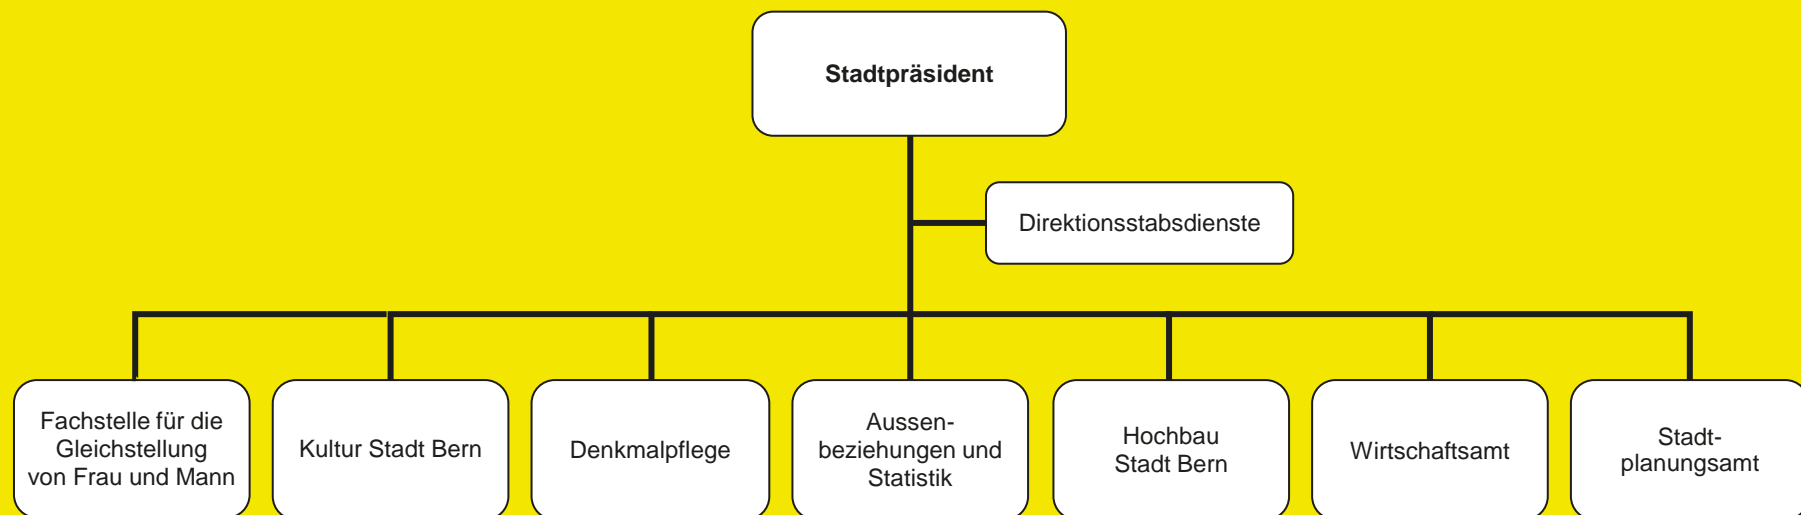 Stadtpräsident
Direktionsstabsdienste
Fachstelle für die
Gleichstellung
von Frau und Mann
Kultur Stadt Bern
Denkmalpflege
Aussen-
beziehungen und
Statistik
Hochbau
Stadt Bern
Wirtschaftsamt
Stadt-
planungsamt